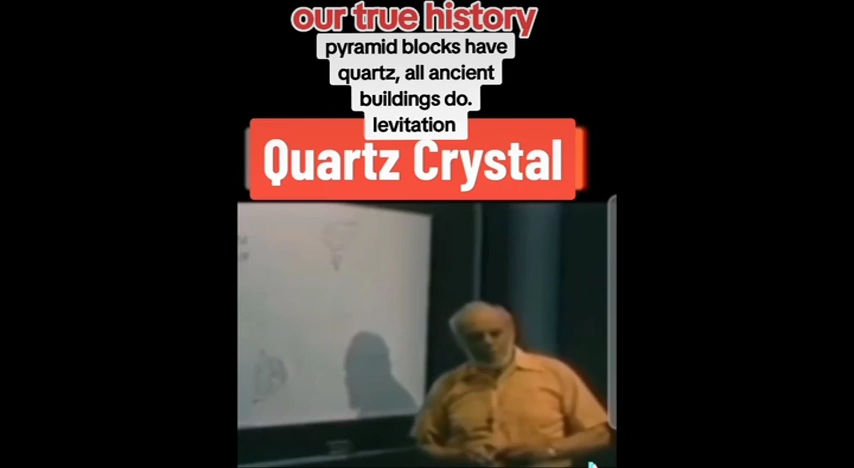 our true history
pyramid blocks have
quartz, all ancient
buildings do.
levitation
Quartz Crystal